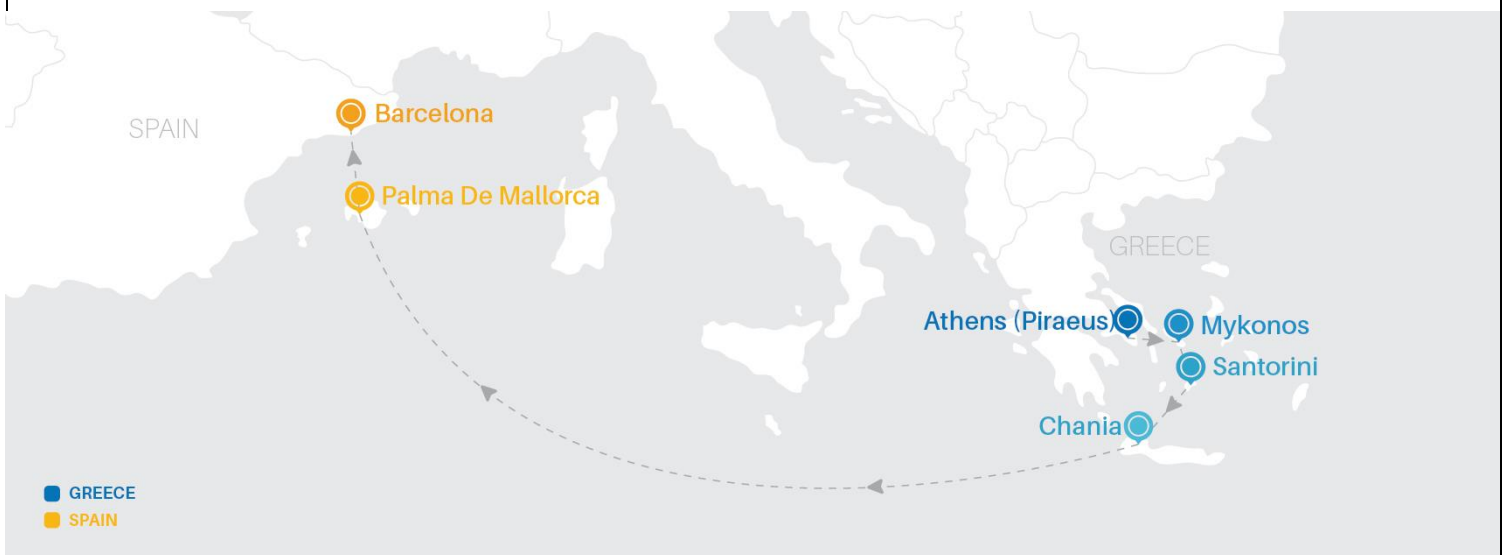 Barcelona
SPAIN
Palma De Mallorca
GREECE
Athens (Piraeus)
Mykonos
Santorini
Chania
GREECE
SPAIN